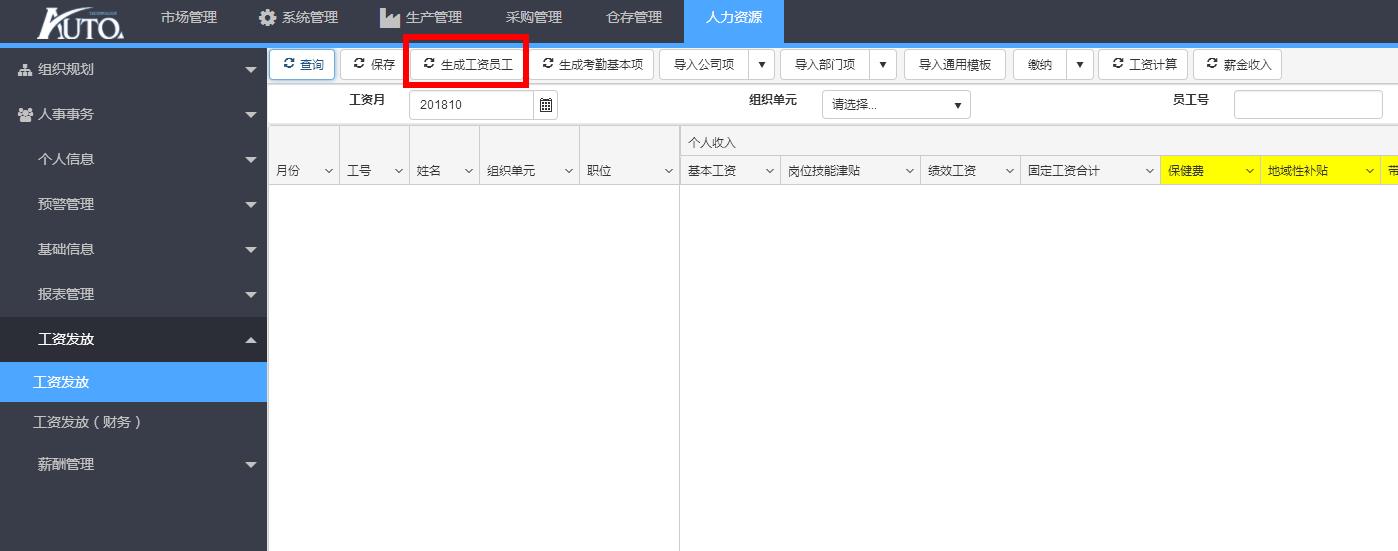 AUTO. 市场管理 系统管理 生产管理 采购管理 仓存管理 人力资源
组织规划
人事事务
个人信息
预警管理
基础信息
报表管理
工资发放
工资发放
工资发放（财务）
薪酬管理
查询 保存 生成工资员工 生成考勤基本项 导入公司项 导入部门项 导入通用模板 缴纳 工资计算 薪金收入
工资月 201810 组织单元 请选择... 员工号
个人收入
月份 工号 姓名 组织单元 职位 基本工资 岗位技能津贴 绩效工资 固定工资合计 保健费 地域性补贴 带